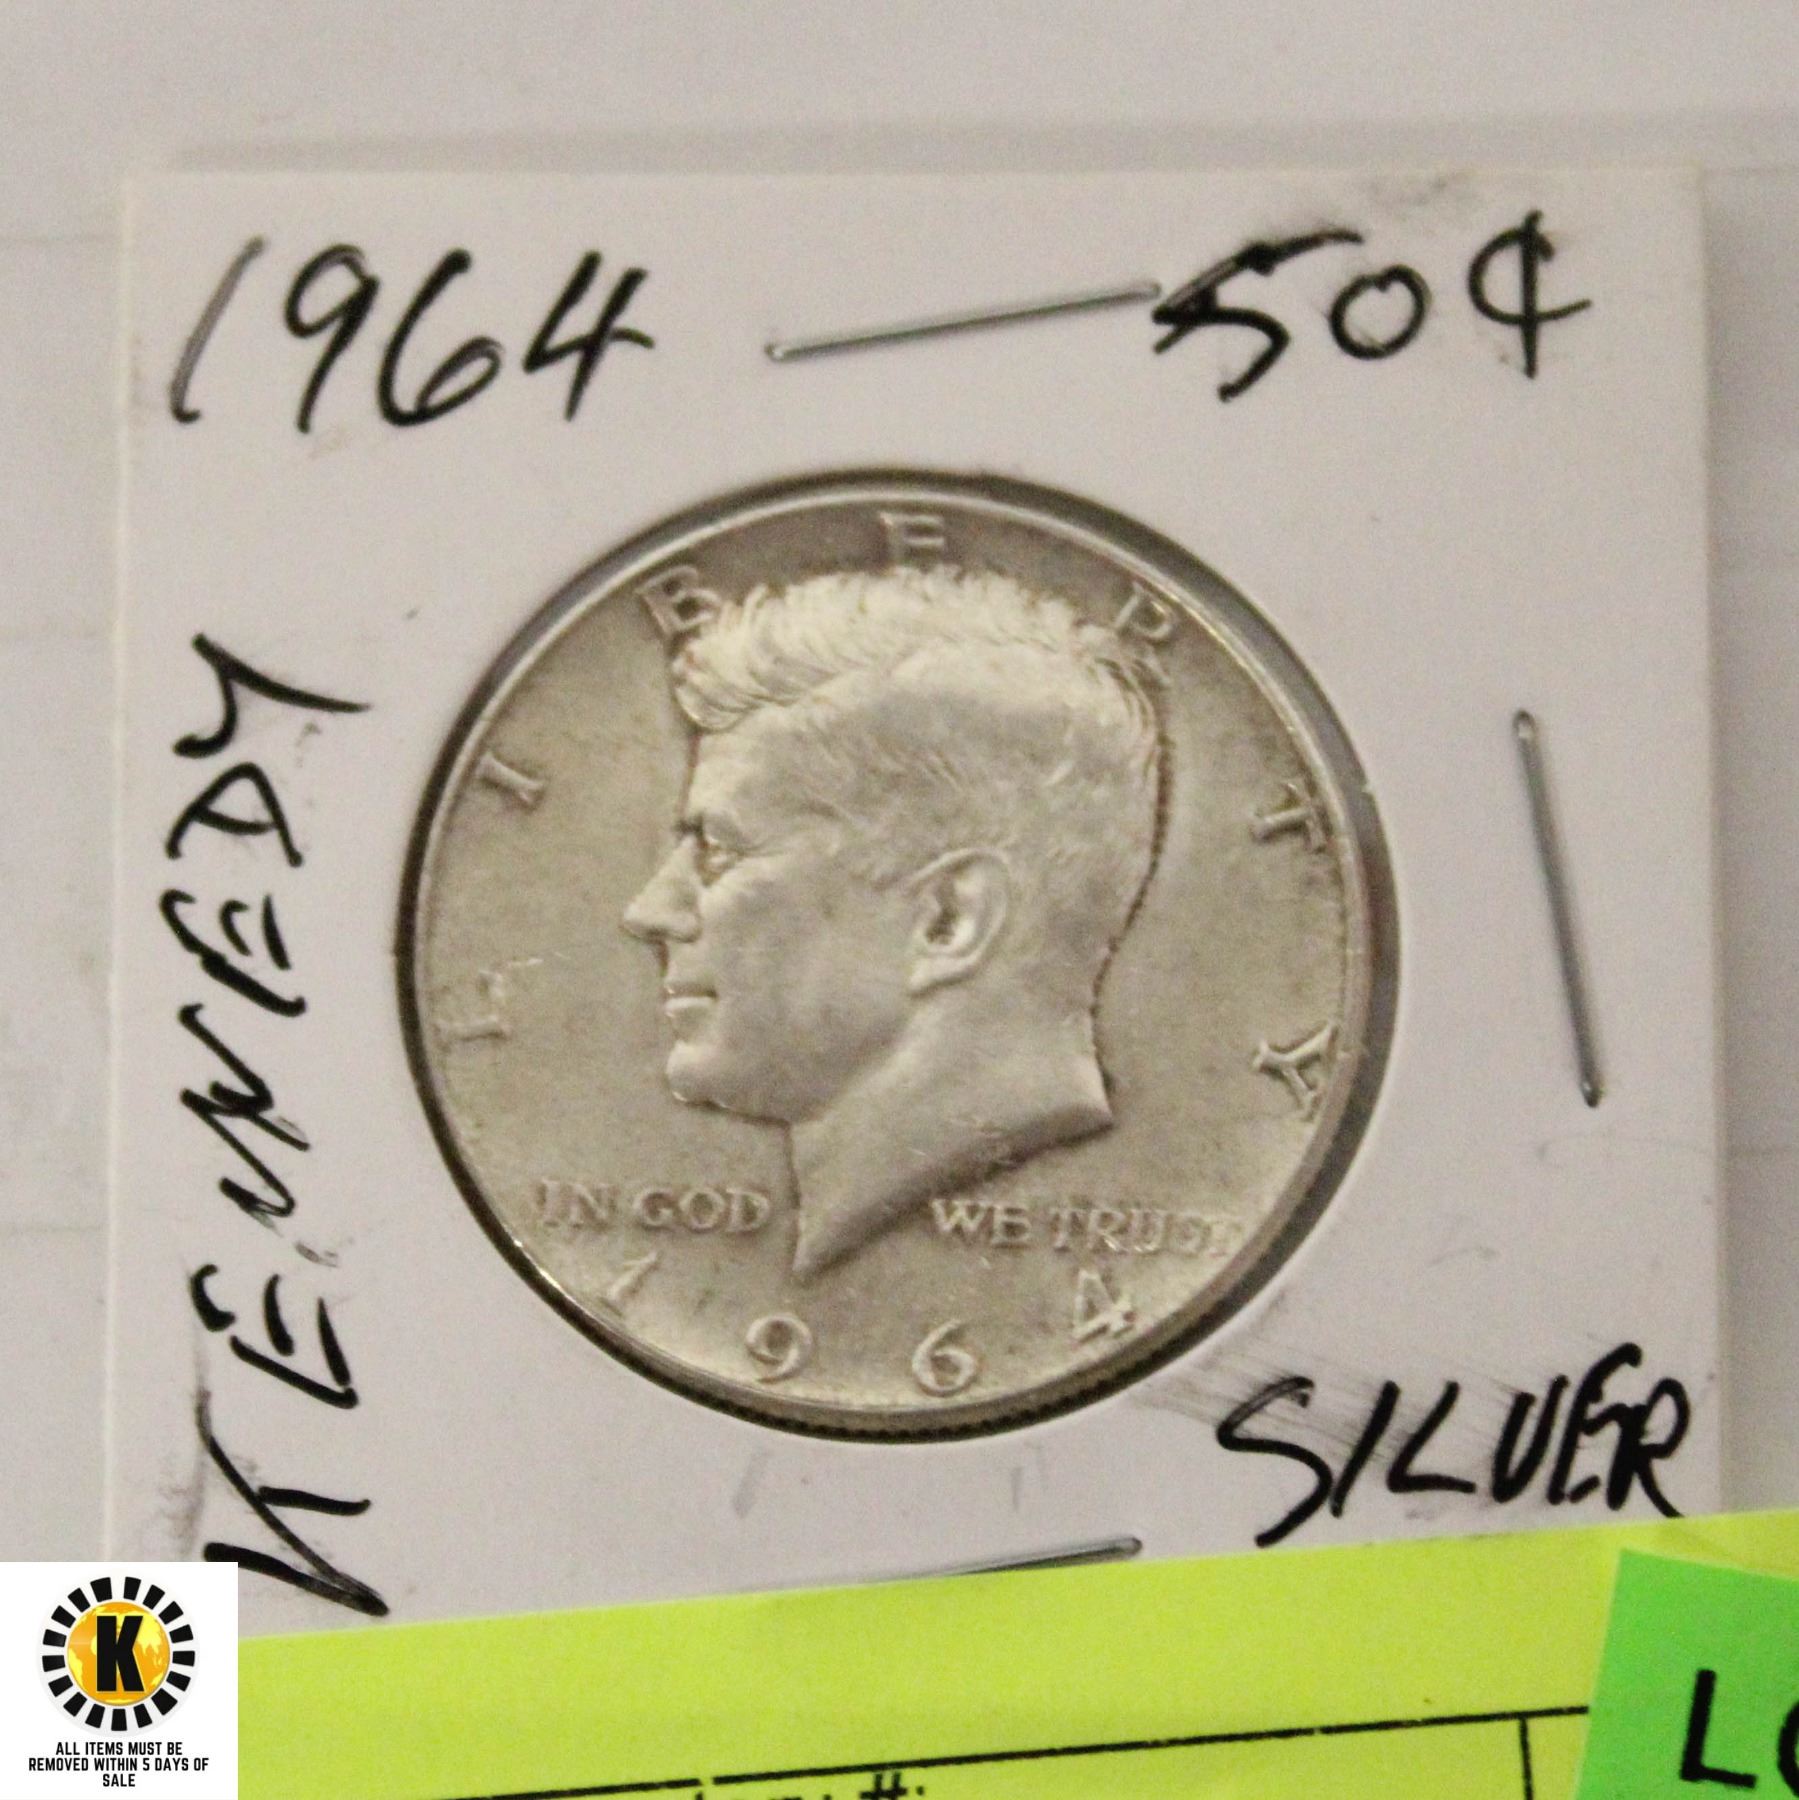 1964 50¢
KENNEDY
LIBERTY
IN GOD WE TRUST
1964
SILVER
K
ALL ITEMS MUST BE
REMOVED WITHIN 5 DAYS OF
SALE
#: